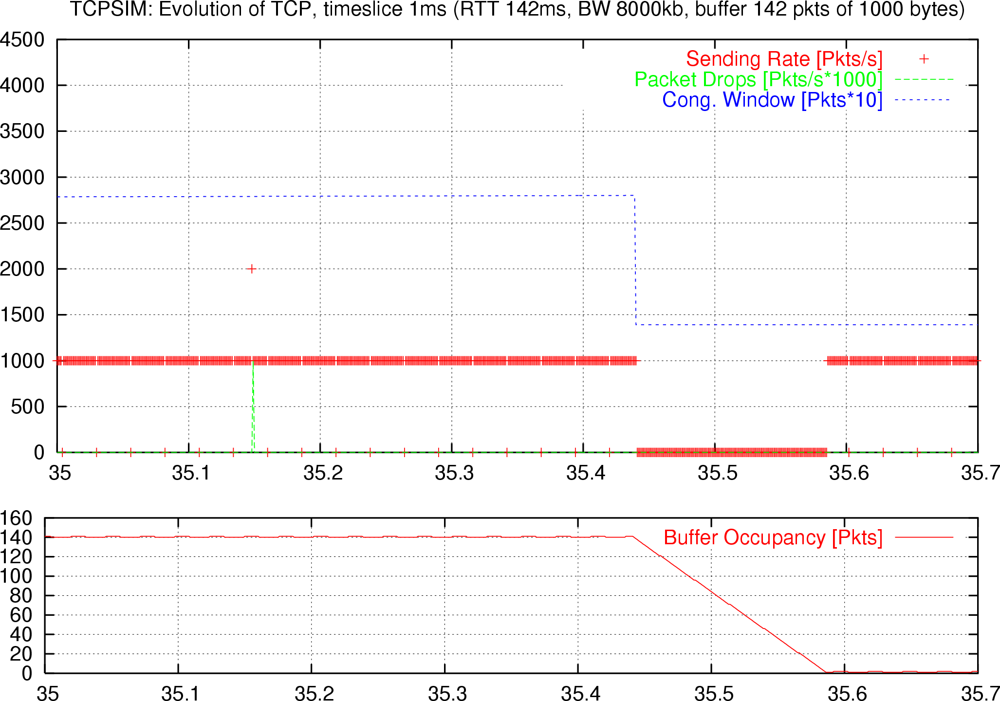 TCPSIM: Evolution of TCP, timeslice 1ms (RTT 142ms, BW 8000kb, buffer 142 pkts of 1000 bytes)
4500
4000
3500
3000
2500
2000
1500
1000
500
0
Sending Rate [Pkts/s]
Packet Drops [Pkts/s*1000]
Cong. Window [Pkts*10]
35 35.1 35.2 35.3 35.4 35.5 35.6 35.7
160
140
120
100
80
60
40
20
0
Buffer Occupancy [Pkts]
35 35.1 35.2 35.3 35.4 35.5 35.6 35.7